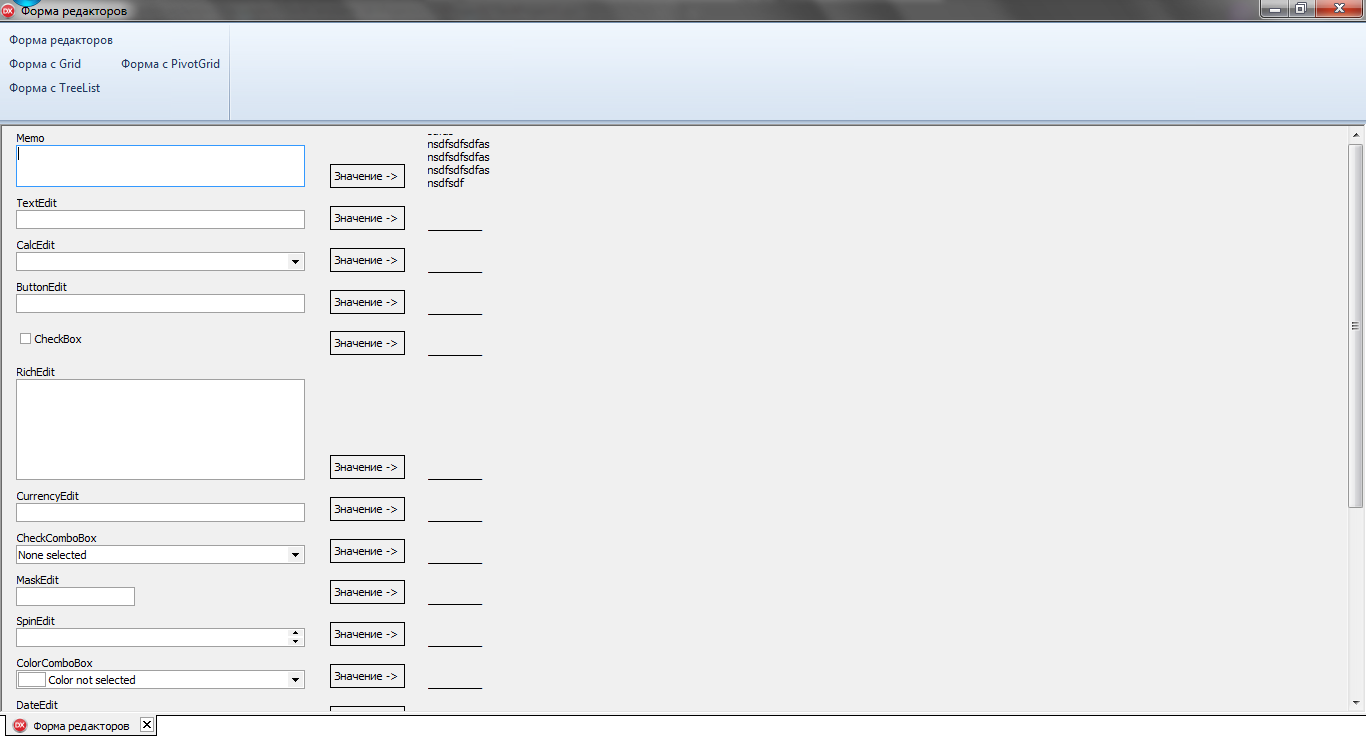 Форма редакторов
Форма редакторов
Форма с Grid Форма с PivotGrid
Форма с TreeList
Memo
nsdfsdfsdfas
nsdfsdfsdfas
nsdfsdfsdfas
Значение ->
nsdfsdf
TextEdit
Значение ->
CalcEdit
Значение ->
ButtonEdit
Значение ->
CheckBox
Значение ->
RichEdit
Значение ->
CurrencyEdit
Значение ->
CheckComboBox
None selected
Значение ->
MaskEdit
Значение ->
SpinEdit
Значение ->
ColorComboBox
Color not selected
Значение ->
DateEdit
DX Форма редакторов